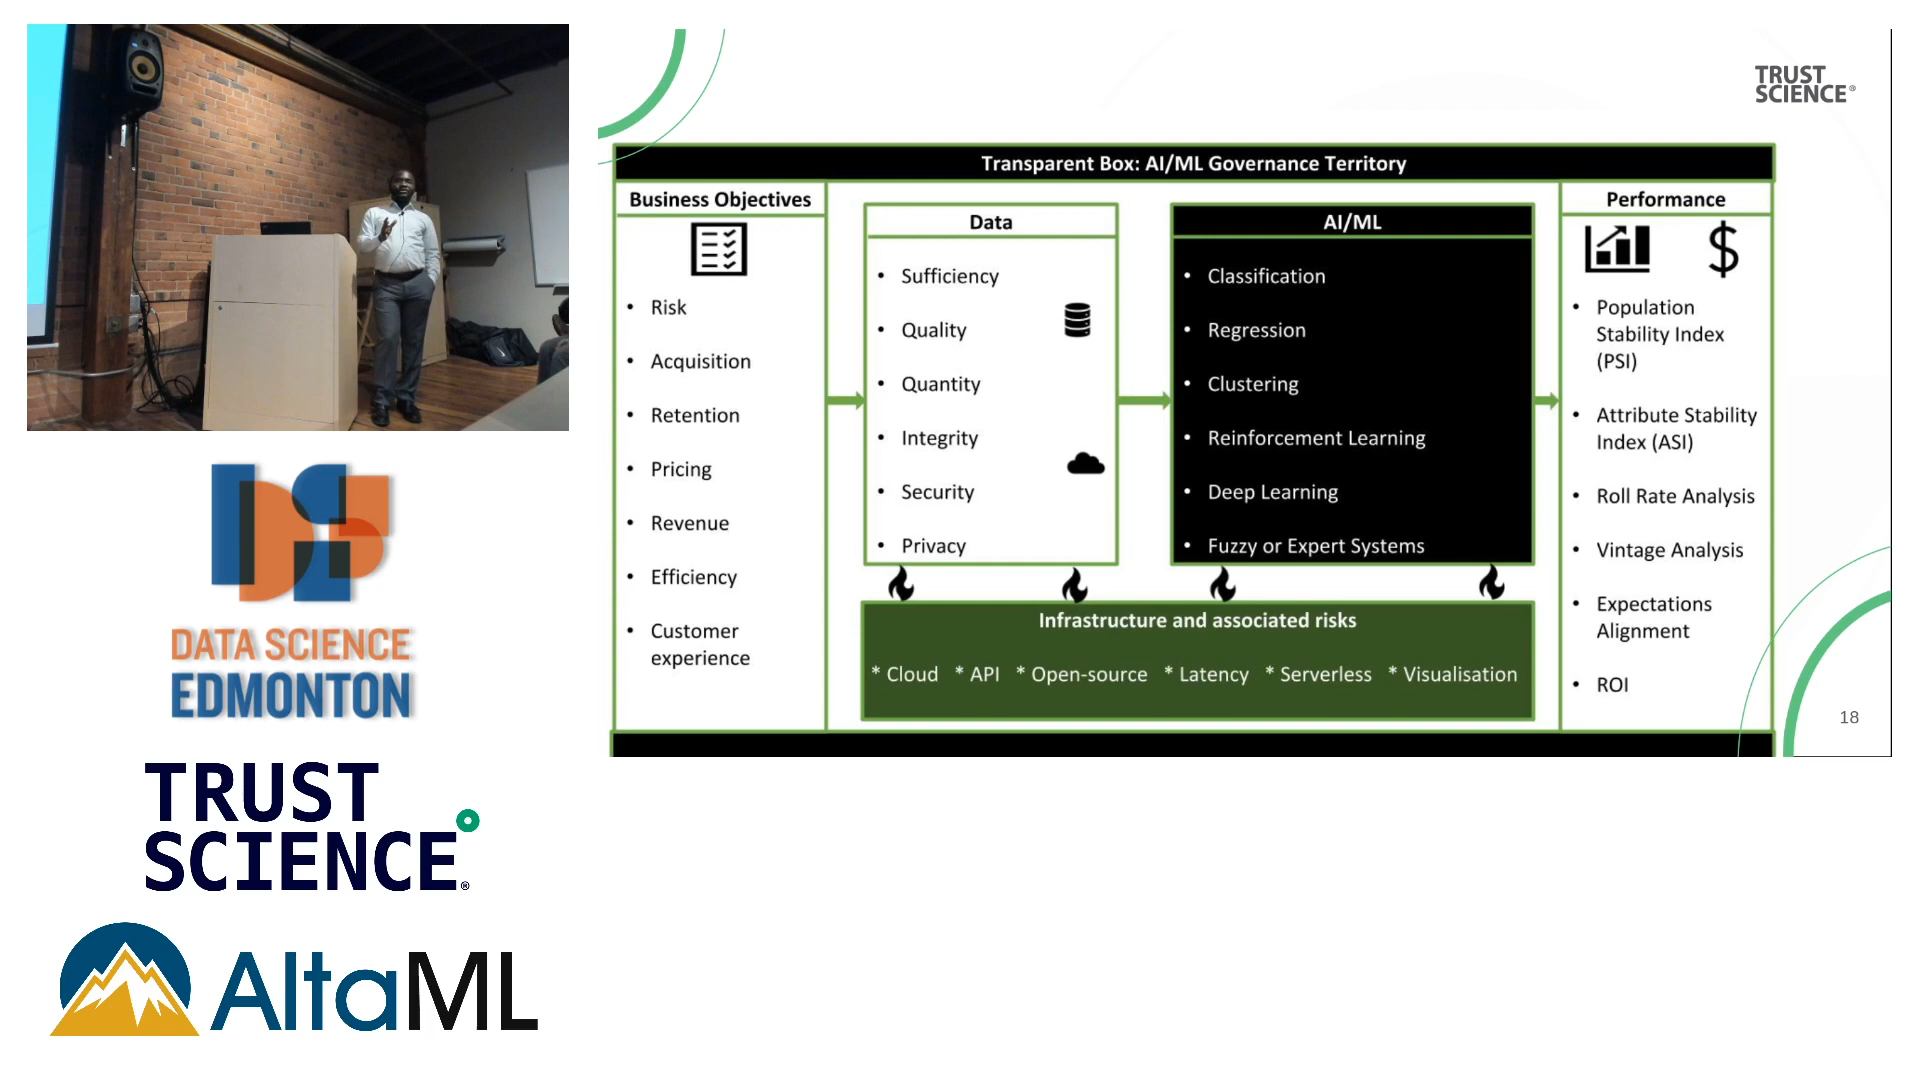 TRUST
SCIENCE®
Transparent Box: AI/ML Governance Territory
Business Objectives
• Risk
• Acquisition
• Retention
• Pricing
• Revenue
• Efficiency
• Customer
experience
Data
• Sufficiency
• Quality
• Quantity
• Integrity
• Security
• Privacy
AI/ML
• Classification
• Regression
• Clustering
• Reinforcement Learning
• Deep Learning
• Fuzzy or Expert Systems
Infrastructure and associated risks
* Cloud * API * Open-source * Latency * Serverless * Visualisation
Performance
$
• Population
Stability Index
(PSI)
• Attribute Stability
Index (ASI)
• Roll Rate Analysis
• Vintage Analysis
• Expectations
Alignment
• ROI
18
DATA SCIENCE
EDMONTON
TRUST
SCIENCE®
AltaML